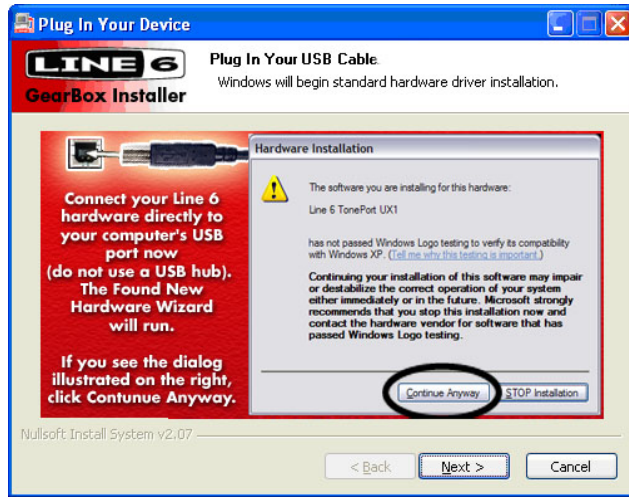 Plug In Your Device
LINE 6
GearBox Installer
Plug In Your USB Cable
Windows will begin standard hardware driver installation.
Connect your Line 6
hardware directly to
your computer's USB
port now
(do not use a USB hub).
The Found New
Hardware Wizard
will run.
If you see the dialog
illustrated on the right,
click Contunue Anyway.
Hardware Installation
The software you are installing for this hardware:
Line 6 TonePort UX1
has not passed Windows Logo testing to verify its compatibility
with Windows XP. (Tell me why this testing is important.)
Continuing your installation of this software may impair
or destabilize the correct operation of your system
either immediately or in the future. Microsoft strongly
recommends that you stop this installation now and
contact the hardware vendor for software that has
passed Windows Logo testing.
Continue Anyway
STOP Installation
Nullsoft Install System v2.07
< Back
Next >
Cancel